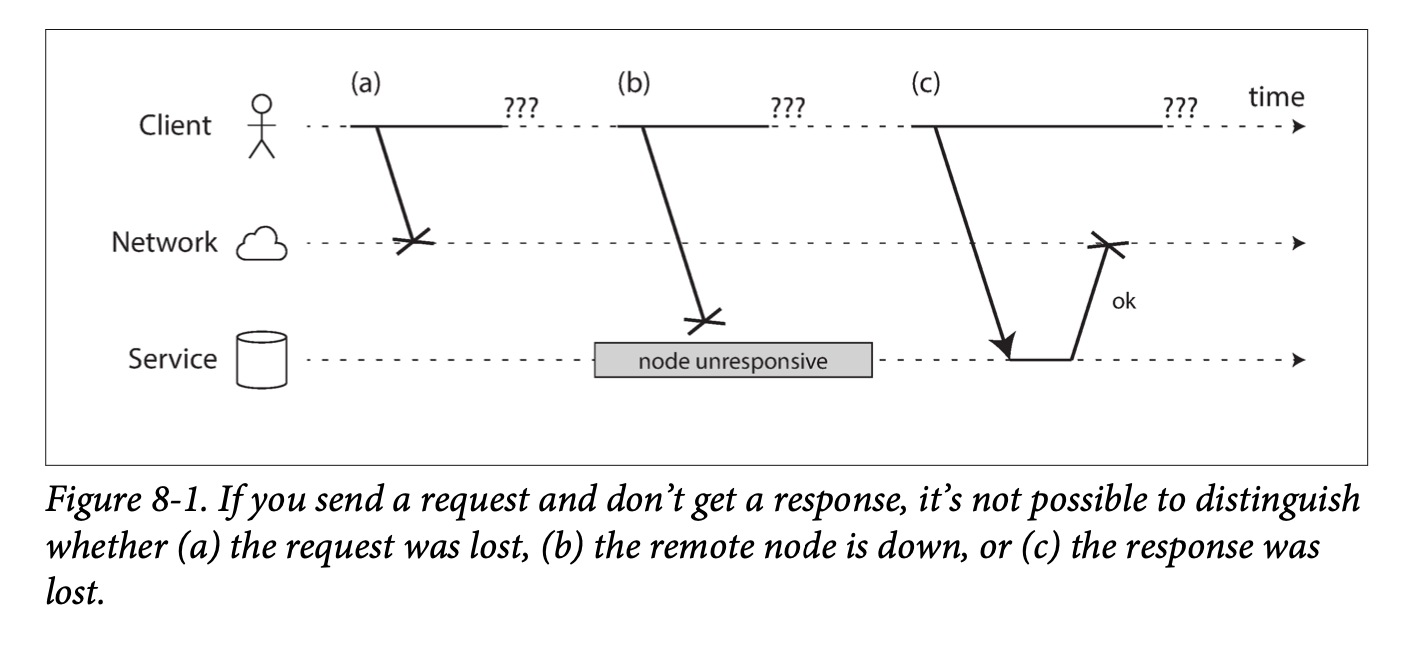 (a)
(b)
(c)
???
???
???
time
Client
Network
ok
Service
node unresponsive
Figure 8-1. If you send a request and don’t get a response, it’s not possible to distinguish
whether (a) the request was lost, (b) the remote node is down, or (c) the response was
lost.